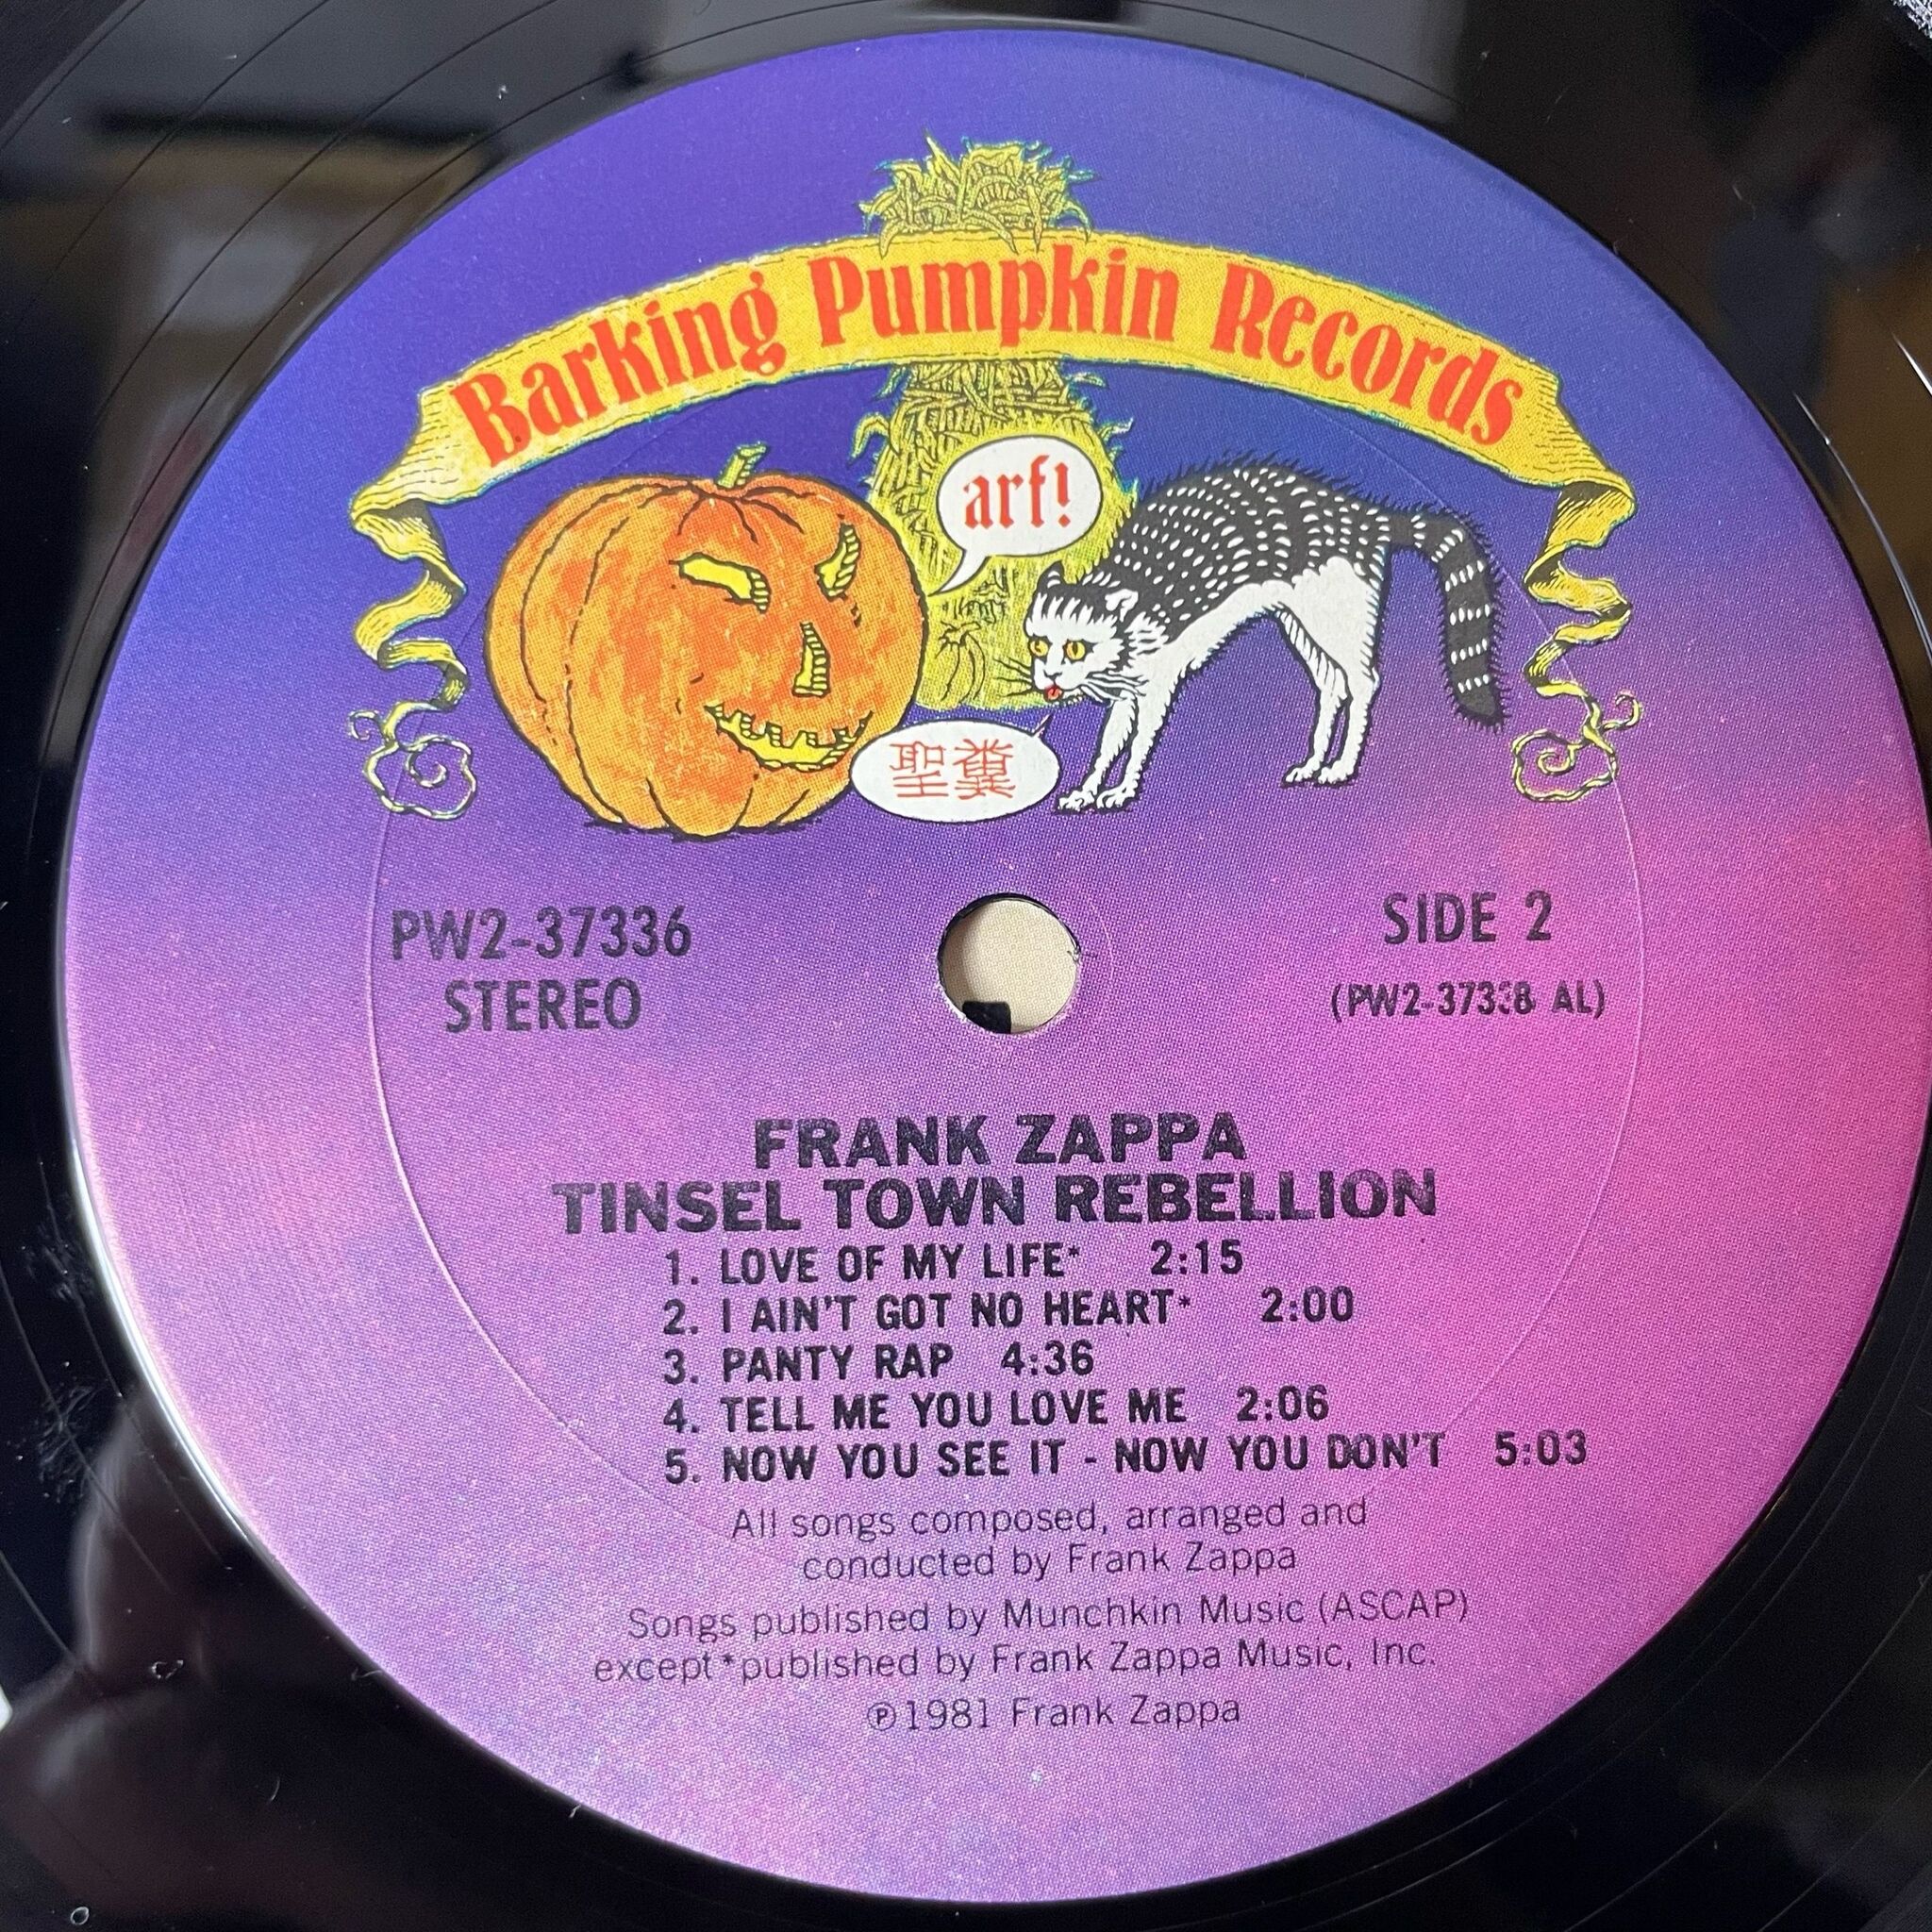 Barking Pumpkin Records
arf!
聖糞
PW2-37336
STEREO
SIDE 2
(PW2-37338 AL)
FRANK ZAPPA
TINSEL TOWN REBELLION
1. LOVE OF MY LIFE* 2:15
2. I AIN'T GOT NO HEART* 2:00
3. PANTY RAP 4:36
4. TELL ME YOU LOVE ME 2:06
5. NOW YOU SEE IT - NOW YOU DON'T 5:03
All songs composed, arranged and
conducted by Frank Zappa
Songs published by Munchkin Music (ASCAP)
except *published by Frank Zappa Music, Inc.
℗1981 Frank Zappa